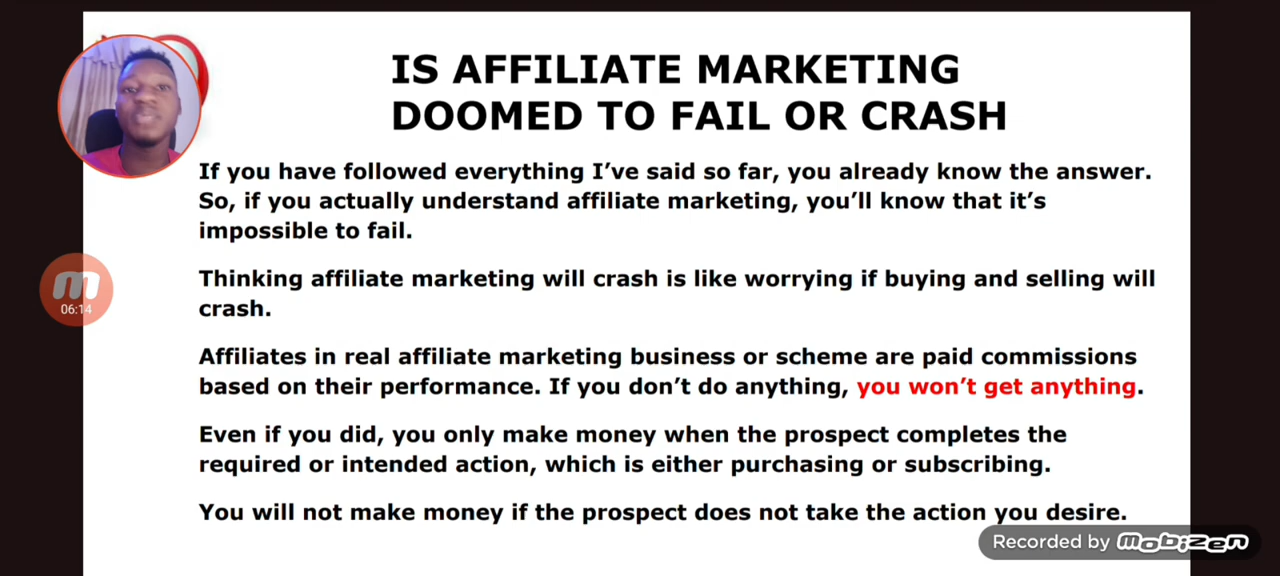 IS AFFILIATE MARKETING
DOOMED TO FAIL OR CRASH
If you have followed everything I’ve said so far, you already know the answer.
So, if you actually understand affiliate marketing, you’ll know that it’s
impossible to fail.
Thinking affiliate marketing will crash is like worrying if buying and selling will
crash.
Affiliates in real affiliate marketing business or scheme are paid commissions
based on their performance. If you don’t do anything, you won’t get anything.
Even if you did, you only make money when the prospect completes the
required or intended action, which is either purchasing or subscribing.
You will not make money if the prospect does not take the action you desire.
m
06:14
Recorded by mobizen